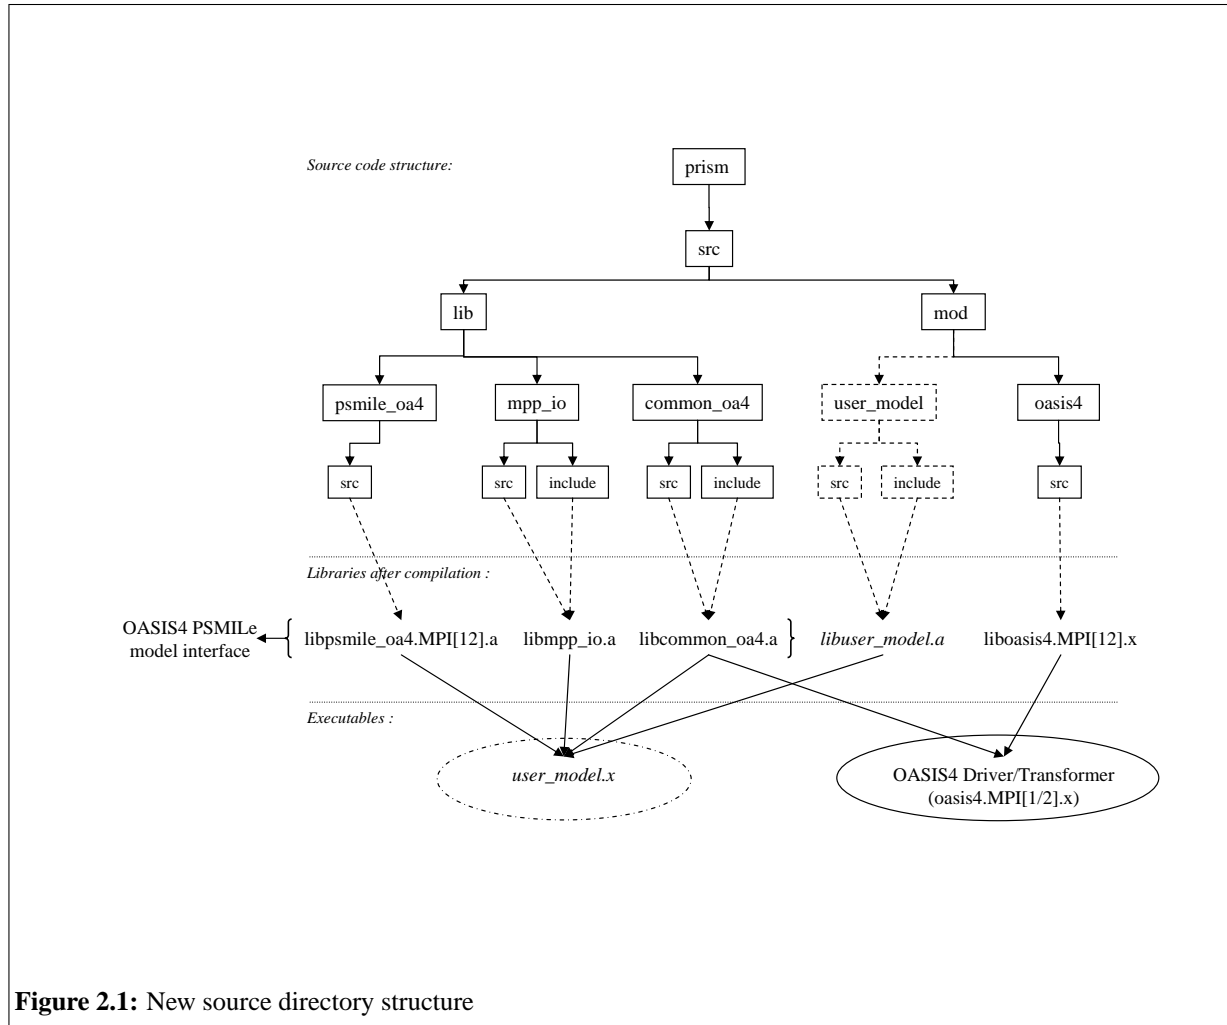 Source code structure:
prism
src
lib
mod
psmile_oa4
mpp_io
common_oa4
user_model
oasis4
src
src
include
src
include
src
include
src
Libraries after compilation :
OASIS4 PSMILe
model interface
{ libpsmile_oa4.MPI[12].a libmpp_io.a libcommon_oa4.a } libuser_model.a liboasis4.MPI[12].x
Executables :
user_model.x
OASIS4 Driver/Transformer
(oasis4.MPI[1/2].x)
Figure 2.1: New source directory structure